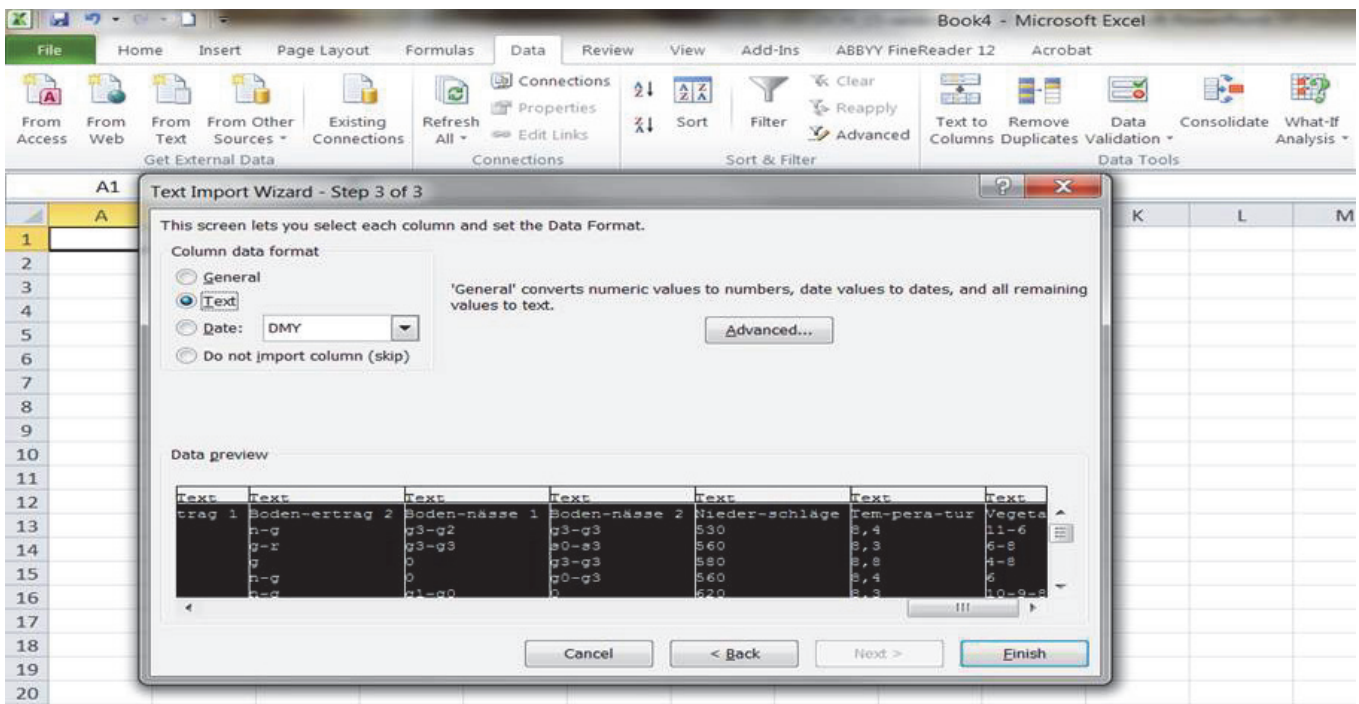 Book4 - Microsoft Excel
File Home Insert Page Layout Formulas Data Review View Add-Ins ABBYY FineReader 12 Acrobat
From Access
From Web
From Text
From Other Sources
Existing Connections
Get External Data
Refresh All
Connections
Properties
Edit Links
Connections
Sort
Filter
Clear
Reapply
Advanced
Sort & Filter
Text to Columns
Remove Duplicates
Data Validation
Consolidate
What-If Analysis
Data Tools
A1
A K L M
1
2
3
4
5
6
7
8
9
10
11
12
13
14
15
16
17
18
19
20
Text Import Wizard - Step 3 of 3
This screen lets you select each column and set the Data Format.
Column data format
General
Text
Date: DMY
Do not import column (skip)
'General' converts numeric values to numbers, date values to dates, and all remaining
values to text.
Advanced...
Data preview
Text Text Text Text Text Text Text
trag 1 Boden-ertrag 2 Boden-nässe 1 Boden-nässe 2 Nieder-schläge Tem-pera-tur Vegeta
n-g g3-g2 g3-g3 530 8,4 11-6
g-r g3-g3 s0-s3 560 8,3 6-8
g 0 g3-g3 580 8,8 4-8
n-g 0 g0-g3 560 8,4 6
n-g g1-g0 0 620 8,3 10-9-8
Cancel < Back Next > Finish